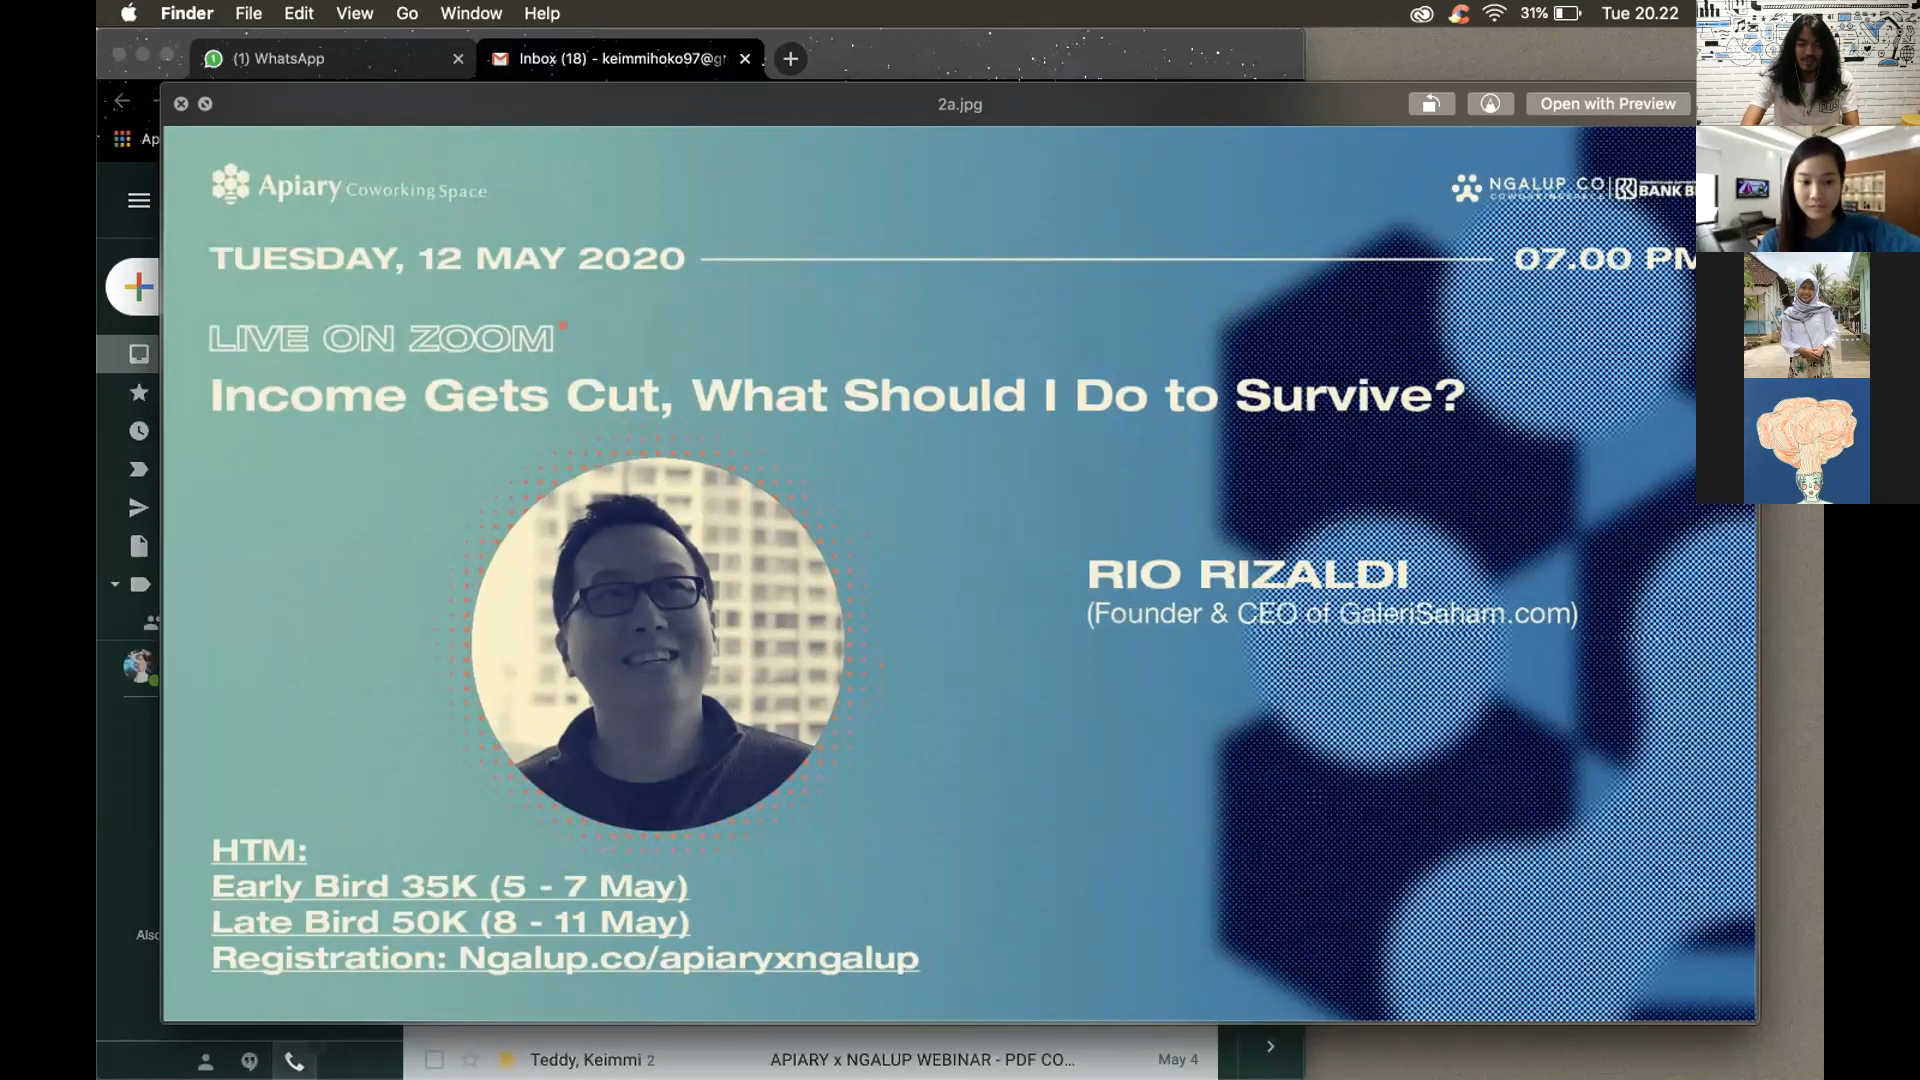 Finder File Edit View Go Window Help 31% Tue 20.22
(1) WhatsApp
Inbox (18) - keimmihoko97@gr
2a.jpg
Open with Preview
Ap
Apiary Coworking Space
NGALUP.CO
COWORKINGSPACE
BANK B
TUESDAY, 12 MAY 2020
07.00 PM
LIVE ON ZOOM
Income Gets Cut, What Should I Do to Survive?
RIO RIZALDI
(Founder & CEO of GaleriSaham.com)
HTM:
Early Bird 35K (5 - 7 May)
Late Bird 50K (8 - 11 May)
Registration: Ngalup.co/apiaryxngalup
Also
Teddy, Keimmi 2 APIARY x NGALUP WEBINAR - PDF CO... May 4